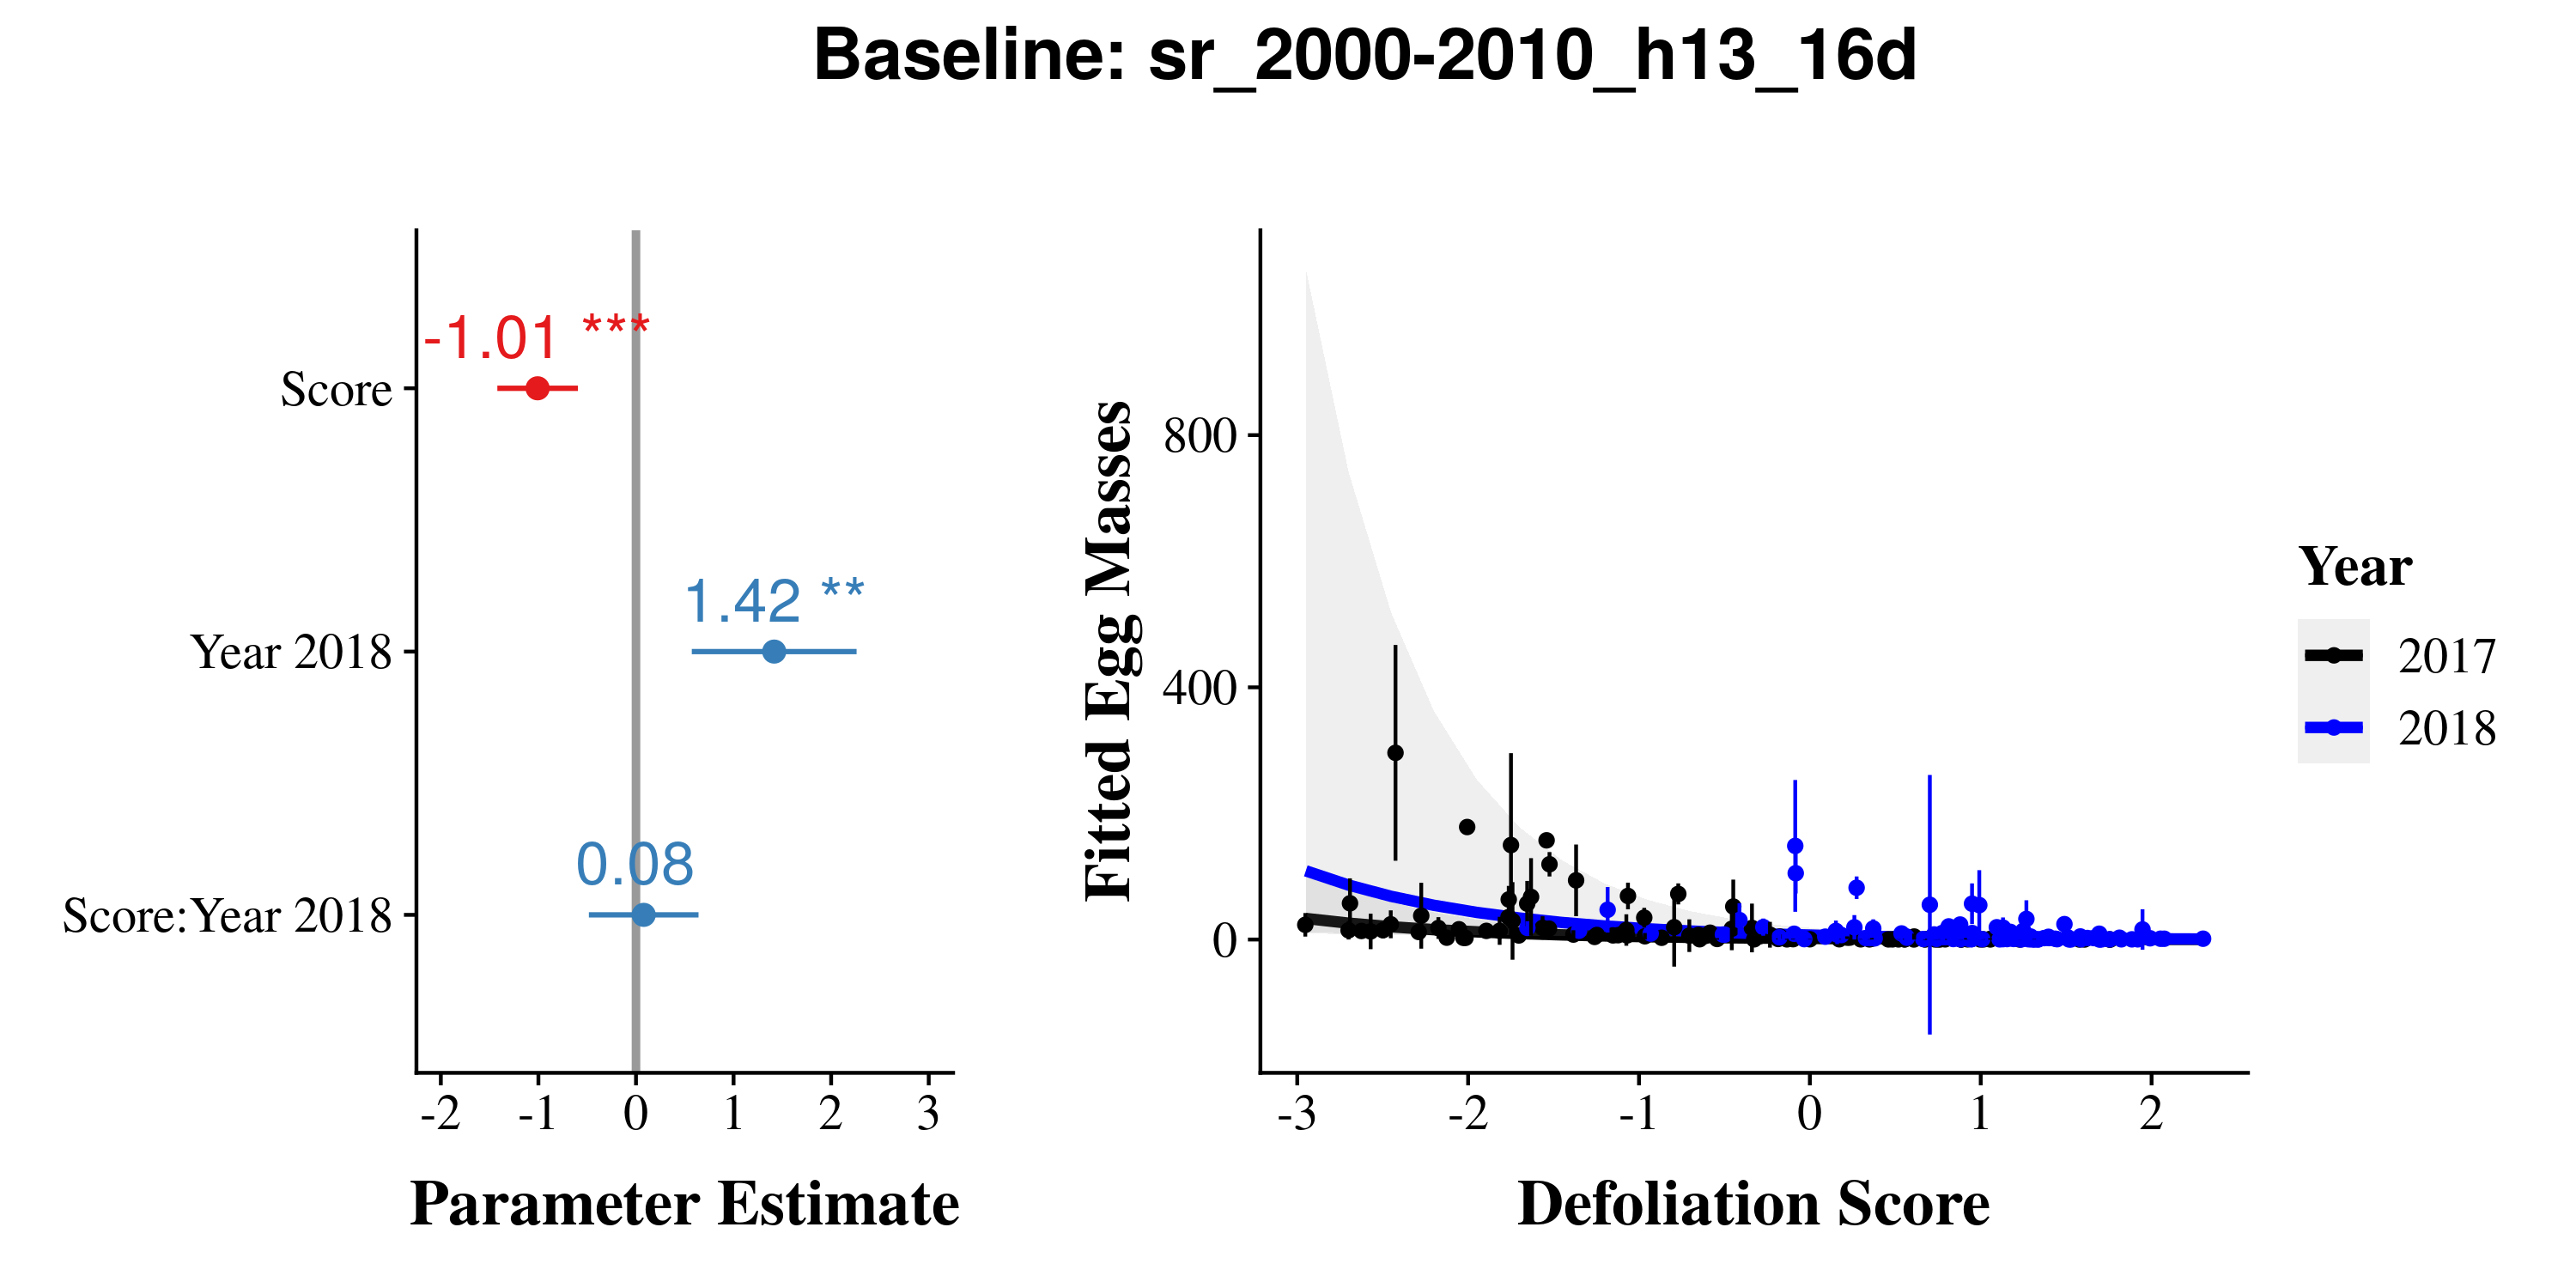 Baseline: sr_2000-2010_h13_16d
-1.01 ***
Score
1.42 **
Year 2018
0.08
Score:Year 2018
-2 -1 0 1 2 3
Parameter Estimate
Fitted Egg Masses
800
400
0
-3 -2 -1 0 1 2
Defoliation Score
Year
2017
2018